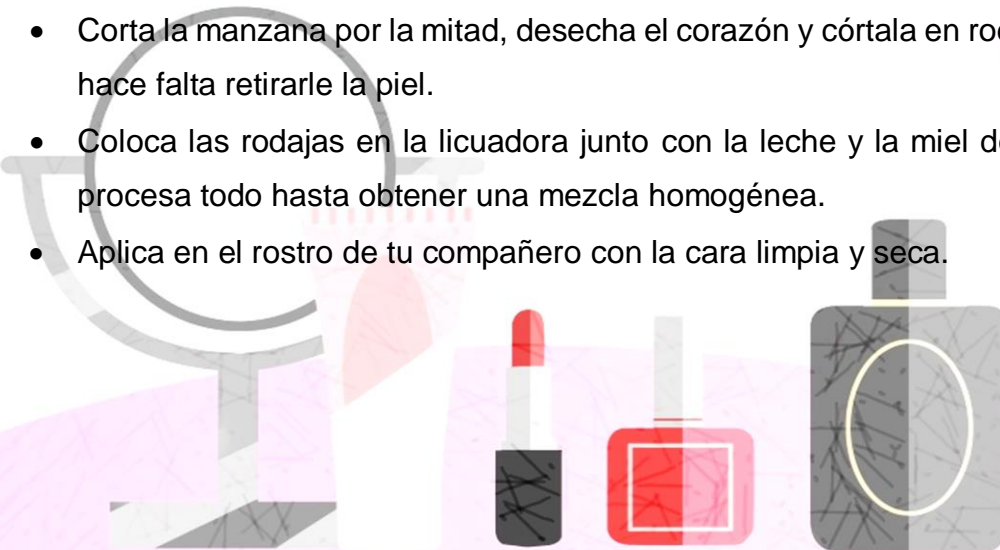 • Corta la manzana por la mitad, desecha el corazón y córtala en
hace falta retirarle la piel.
• Coloca las rodajas en la licuadora junto con la leche y la miel
procesa todo hasta obtener una mezcla homogénea.
• Aplica en el rostro de tu compañero con la cara limpia y seca.